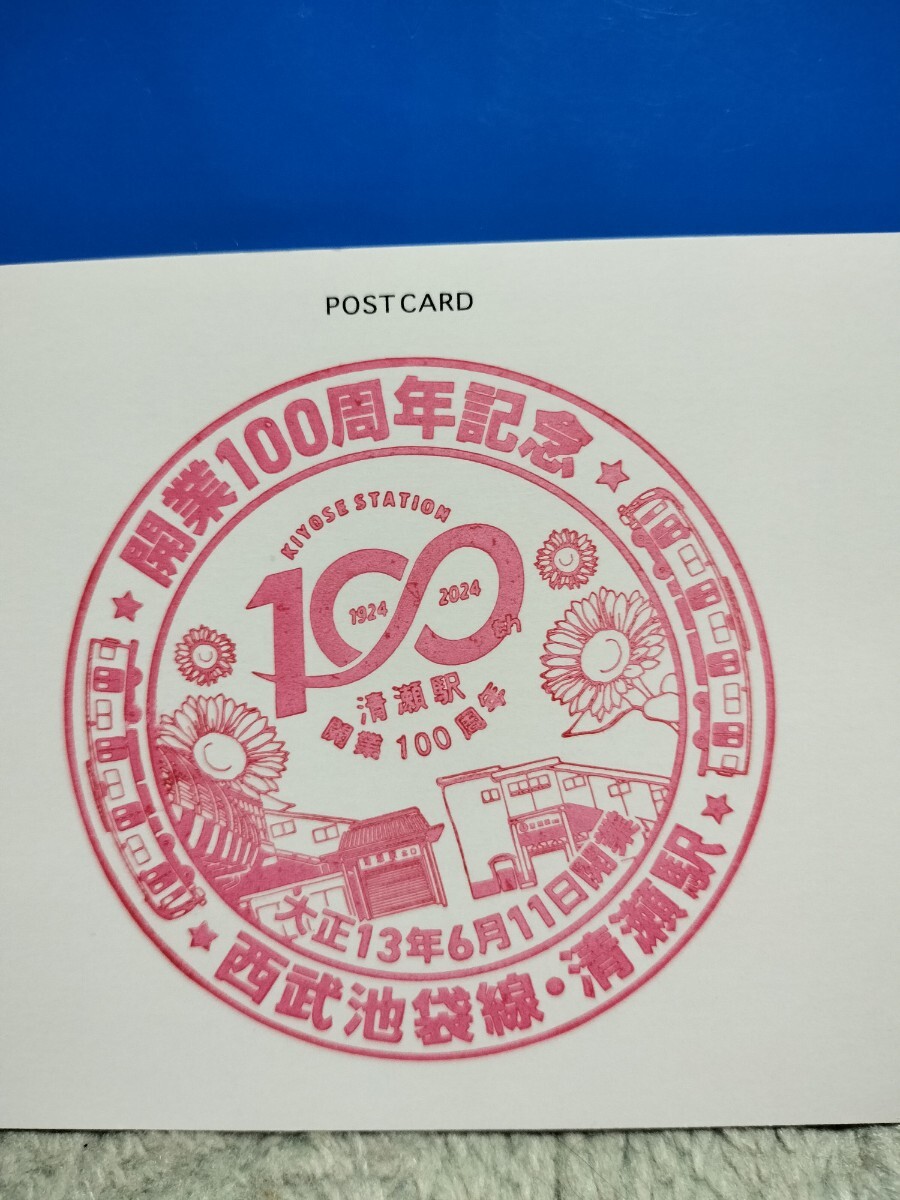 POST CARD
開業100周年記念
KIYOSE STATION
100
1924 2024
清瀬駅
開業100周年
大正13年6月11日開業
西武池袋線・清瀬駅